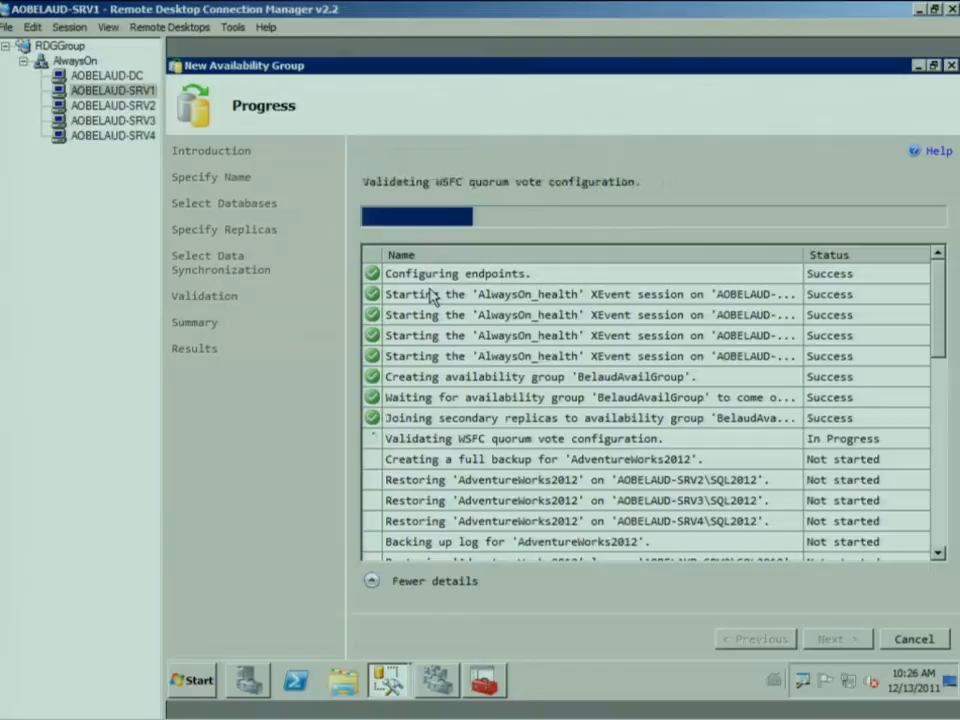 AOBELAUD-SRV1 - Remote Desktop Connection Manager v2.2
File Edit Session View Remote Desktops Tools Help
RDGGroup
AlwaysOn
AOBELAUD-DC
AOBELAUD-SRV1
AOBELAUD-SRV2
AOBELAUD-SRV3
AOBELAUD-SRV4
New Availability Group
Progress
Introduction
Specify Name
Select Databases
Specify Replicas
Select Data
Synchronization
Validation
Summary
Results
Help
Validating WSFC quorum vote configuration.
Name Status
Configuring endpoints. Success
Starting the 'AlwaysOn_health' XEvent session on 'AOBELAUD-... Success
Starting the 'AlwaysOn_health' XEvent session on 'AOBELAUD-... Success
Starting the 'AlwaysOn_health' XEvent session on 'AOBELAUD-... Success
Starting the 'AlwaysOn_health' XEvent session on 'AOBELAUD-... Success
Creating availability group 'BelaudAvailGroup'. Success
Waiting for availability group 'BelaudAvailGroup' to come o... Success
Joining secondary replicas to availability group 'BelaudAva... Success
Validating WSFC quorum vote configuration. In Progress
Creating a full backup for 'AdventureWorks2012'. Not started
Restoring 'AdventureWorks2012' on 'AOBELAUD-SRV2\SQL2012'. Not started
Restoring 'AdventureWorks2012' on 'AOBELAUD-SRV3\SQL2012'. Not started
Restoring 'AdventureWorks2012' on 'AOBELAUD-SRV4\SQL2012'. Not started
Backing up log for 'AdventureWorks2012'. Not started
Fewer details
< Previous Next > Cancel
Start
10:26 AM
12/13/2011